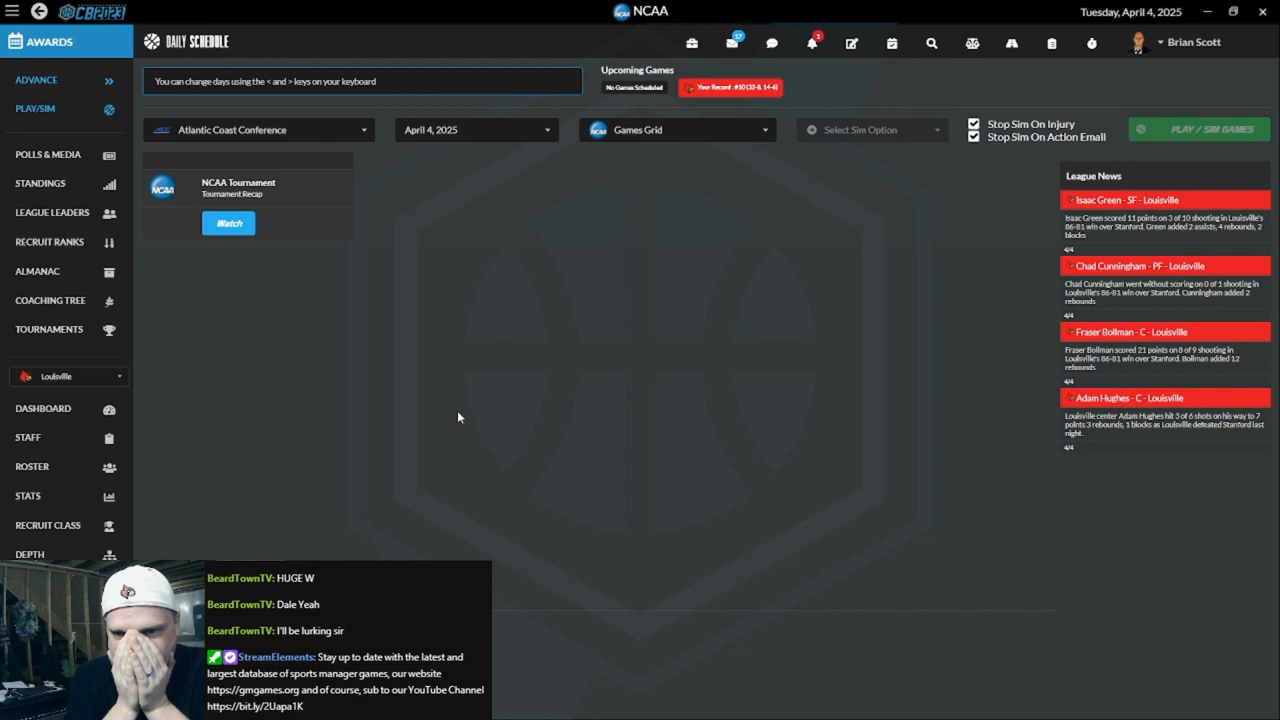 CB2023
NCAA
Tuesday, April 4, 2025
AWARDS
DAILY SCHEDULE
17
1
Brian Scott
ADVANCE
PLAY/SIM
POLLS & MEDIA
STANDINGS
LEAGUE LEADERS
RECRUIT RANKS
ALMANAC
COACHING TREE
TOURNAMENTS
Louisville
DASHBOARD
STAFF
ROSTER
STATS
RECRUIT CLASS
DEPTH
You can change days using the < and > keys on your keyboard
Upcoming Games
No Games Scheduled
Your Record : #10 (32-8, 14-6)
Atlantic Coast Conference
April 4, 2025
NCAA
Games Grid
Select Sim Option
Stop Sim On Injury
Stop Sim On Action Email
PLAY / SIM GAMES
NCAA
NCAA Tournament
Tournament Recap
Watch
League News
Isaac Green - SF - Louisville
Isaac Green scored 11 points on 3 of 10 shooting in
Louisville's
86-81 win over Stanford. Green added 2 assists, 4 rebounds, 2
blocks
4/4
Chad Cunningham - PF - Louisville
Chad Cunningham went without scoring on 0 of 1 shooting in
Louisville's 86-81 win over Stanford. Cunningham added 2
rebounds
4/4
Fraser Bollman - C - Louisville
Fraser Bollman scored 21 points on 8 of 9 shooting in
Louisville's 86-81 win over Stanford. Bollman added 12
rebounds
4/4
Adam Hughes - C - Louisville
Louisville center Adam Hughes hit 3 of 6 shots on his way to 7
points 3 rebounds, 1 blocks as Louisville defeated Stanford last
night.
4/4
BeardTownTV: HUGE W
BeardTownTV: Dale Yeah
BeardTownTV: I'll be lurking sir
StreamElements: Stay up to date with the latest and
largest database of sports manager games, our website
https://gmgames.org and of course, sub to our YouTube Channel
https://bit.ly/2Uapa1K